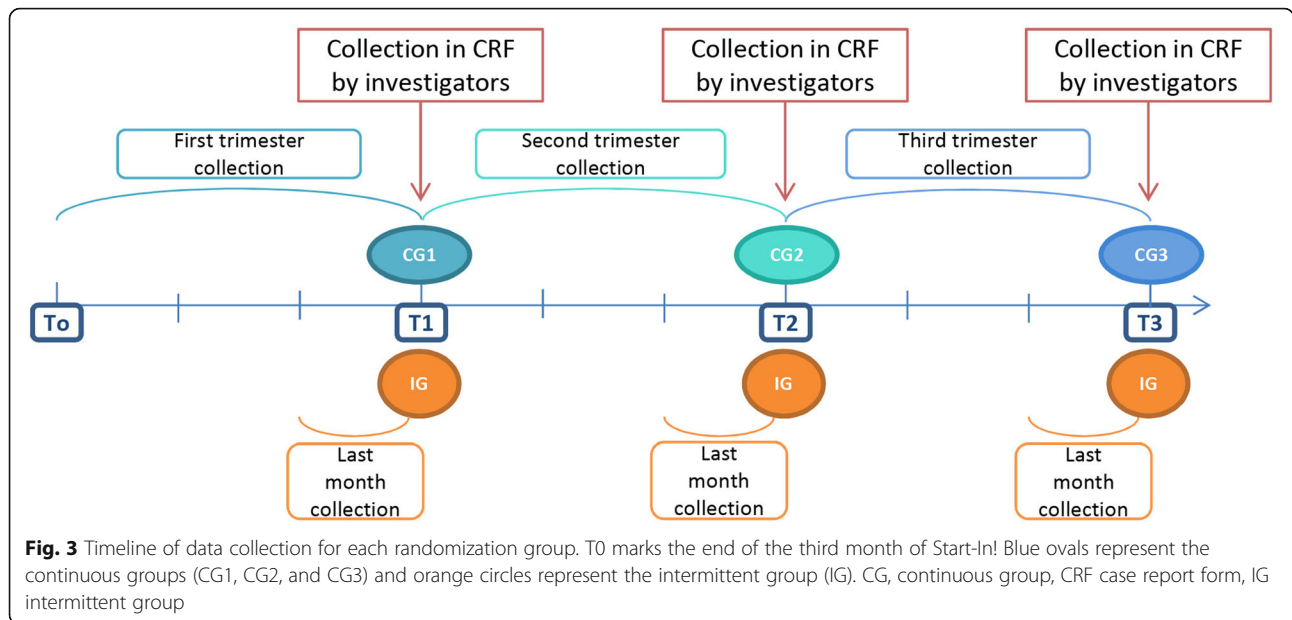 Collection in CRF
by investigators
Collection in CRF
by investigators
Collection in CRF
by investigators
First trimester
collection
Second trimester
collection
Third trimester
collection
CG1
CG2
CG3
To
T1
T2
T3
IG
IG
IG
Last
month
collection
Last
month
collection
Last
month
collection
Fig. 3 Timeline of data collection for each randomization group. T0 marks the end of the third month of Start-In! Blue ovals represent the
continuous groups (CG1, CG2, and CG3) and orange circles represent the intermittent group (IG). CG, continuous group, CRF case report form, IG
intermittent group